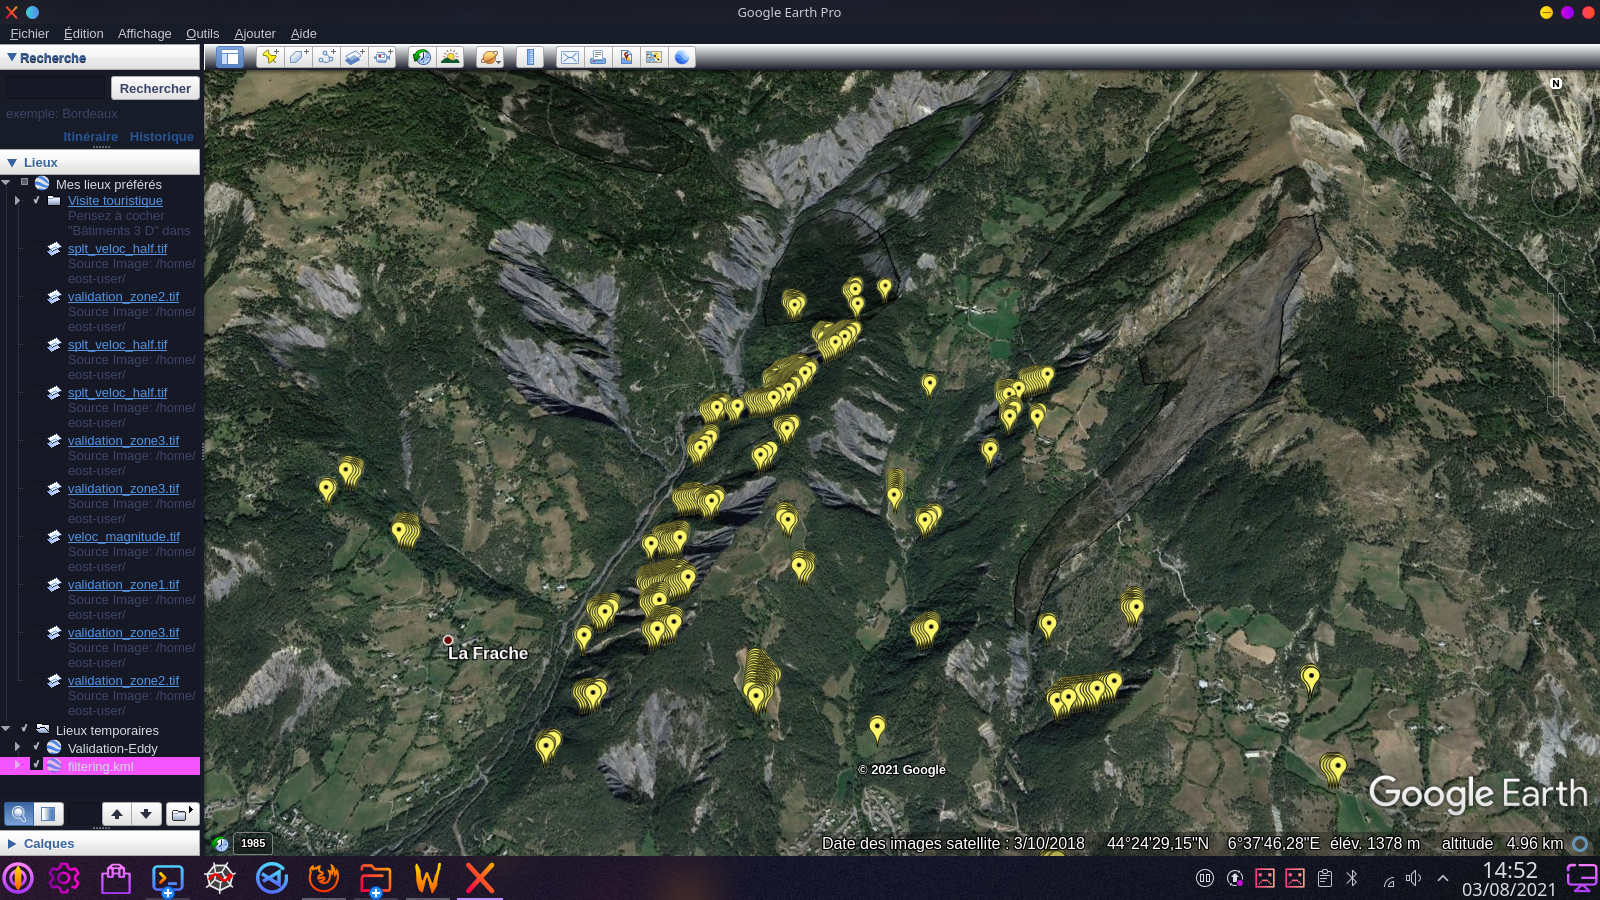 Google Earth Pro
Fichier Édition Affichage Outils Ajouter Aide
Recherche
Rechercher
exemple: Bordeaux
Itinéraire Historique
Lieux
Mes lieux préférés
Visite touristique
Pensez à cocher
"Bâtiments 3 D" dans
splt_veloc_half.tif
Source Image: /home/
eost-user/
validation_zone2.tif
Source Image: /home/
eost-user/
splt_veloc_half.tif
Source Image: /home/
eost-user/
splt_veloc_half.tif
Source Image: /home/
eost-user/
validation_zone3.tif
Source Image: /home/
eost-user/
validation_zone3.tif
Source Image: /home/
eost-user/
veloc_magnitude.tif
Source Image: /home/
eost-user/
validation_zone1.tif
Source Image: /home/
eost-user/
validation_zone3.tif
Source Image: /home/
eost-user/
validation_zone2.tif
Source Image: /home/
eost-user/
Lieux temporaires
Validation-Eddy
filtering.kml
Calques
N
La Frache
© 2021 Google
Google Earth
1985
Date des images satellite : 3/10/2018 44°24'29,15"N 6°37'46,28"E élév. 1378 m altitude 4.96 km
14:52
03/08/2021